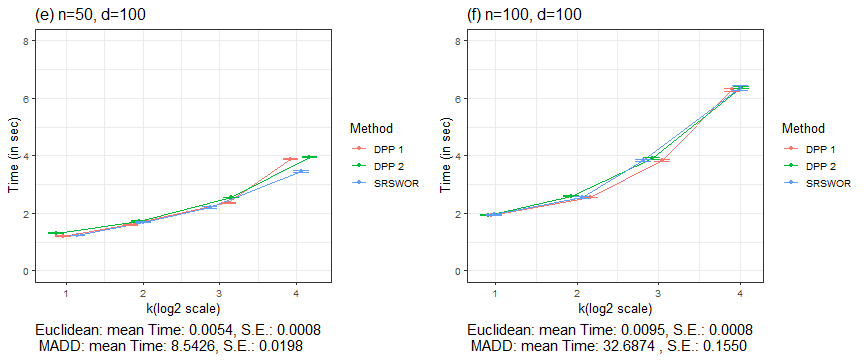 (e) n=50, d=100
8
6
4
2
0
Time (in sec)
1 2 3 4
k(log2 scale)
Method
DPP 1
DPP 2
SRSWOR
Euclidean: mean Time: 0.0054, S.E.: 0.0008
MADD: mean Time: 8.5426, S.E.: 0.0198
(f) n=100, d=100
8
6
4
2
0
Time (in sec)
1 2 3 4
k(log2 scale)
Method
DPP 1
DPP 2
SRSWOR
Euclidean: mean Time: 0.0095, S.E.: 0.0008
MADD: mean Time: 32.6874 , S.E.: 0.1550